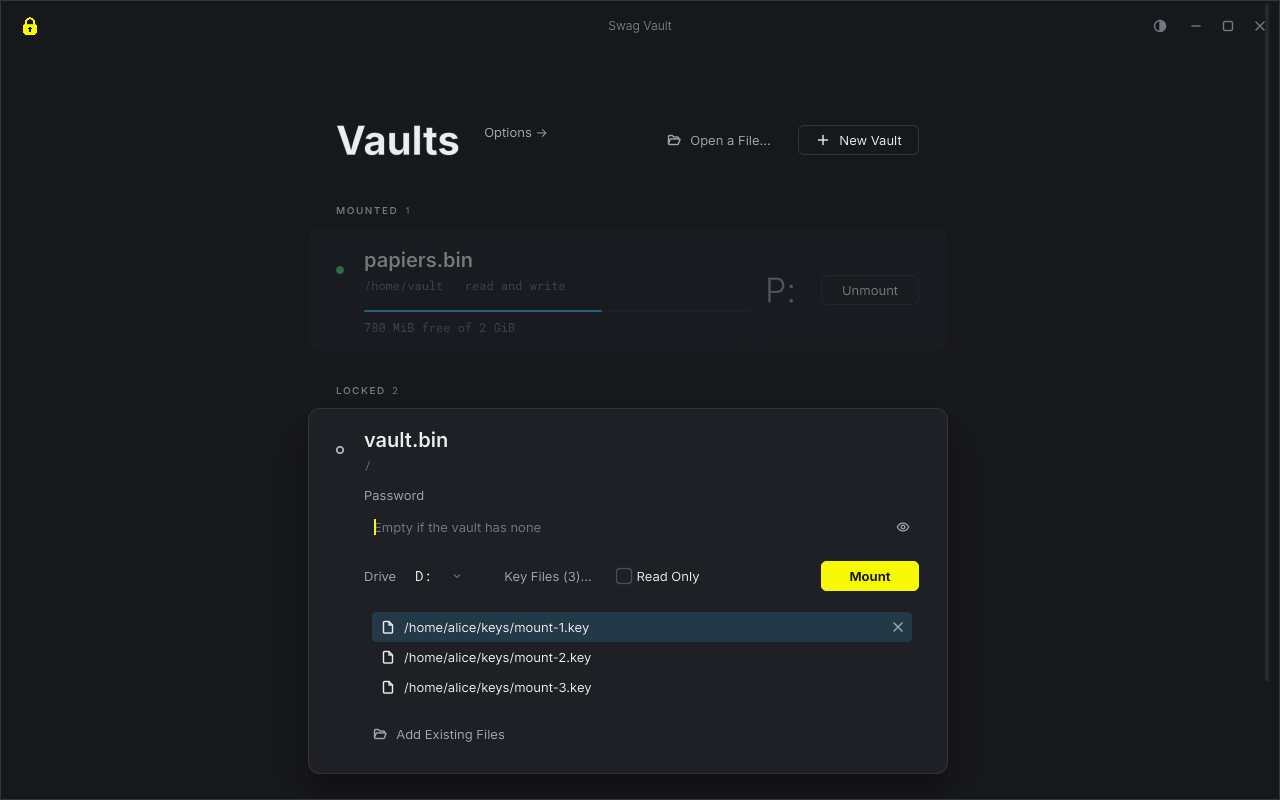 Swag Vault
Vaults
Options →
Open a File...
New Vault
MOUNTED 1
papiers.bin
/home/vault · read and write
P:
Unmount
780 MiB free of 2 GiB
LOCKED 2
vault.bin
/
Password
Empty if the vault has none
Drive D: Key Files (3)... Read Only Mount
/home/alice/keys/mount-1.key
/home/alice/keys/mount-2.key
/home/alice/keys/mount-3.key
Add Existing Files